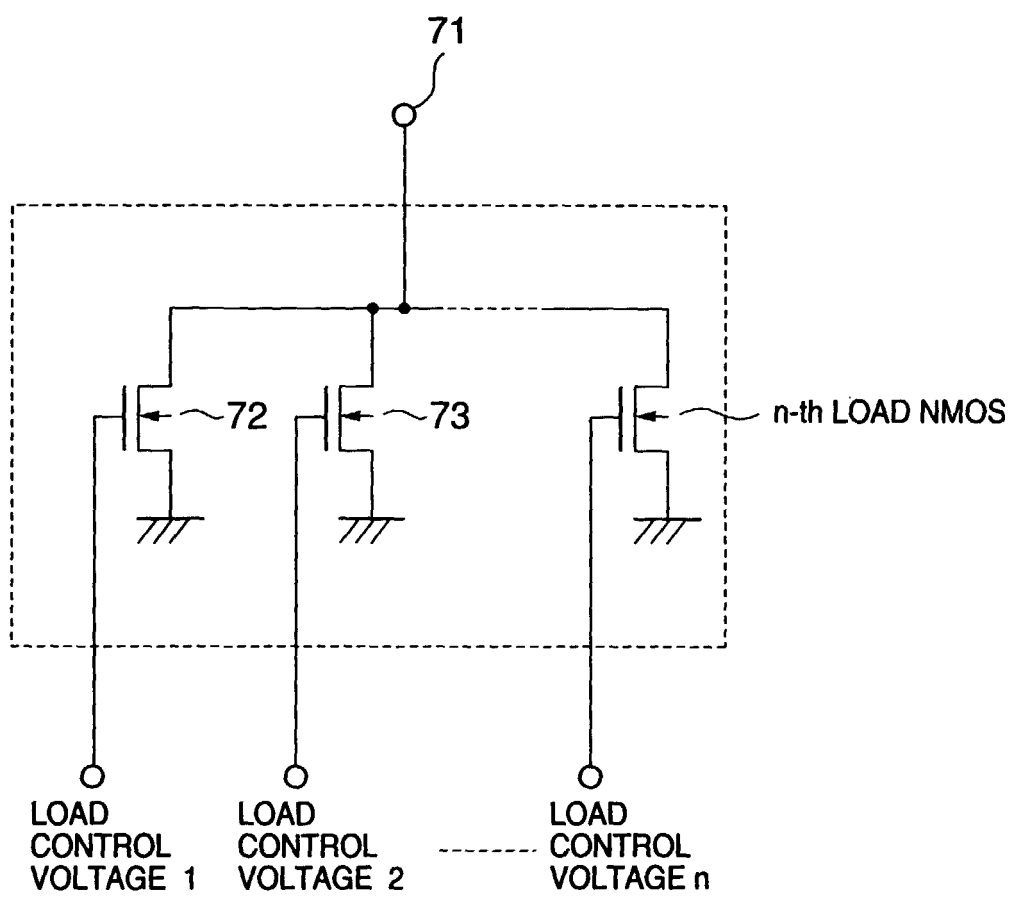 71
72
73
n-th LOAD NMOS
LOAD
CONTROL
VOLTAGE 1
LOAD
CONTROL
VOLTAGE 2
LOAD
CONTROL
VOLTAGE n